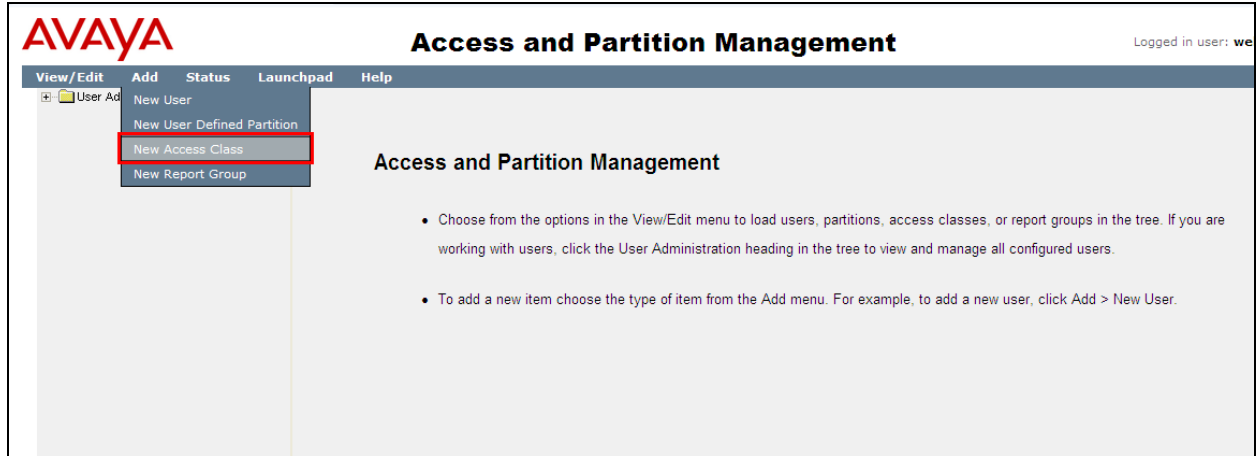 AVAYA
Access and Partition Management
Logged in user: we
View/Edit Add Status Launchpad Help
User Ad
New User
New User Defined Partition
New Access Class
New Report Group
Access and Partition Management
• Choose from the options in the View/Edit menu to load users, partitions, access classes, or report groups in the tree. If you are
working with users, click the User Administration heading in the tree to view and manage all configured users.
• To add a new item choose the type of item from the Add menu. For example, to add a new user, click Add > New User.